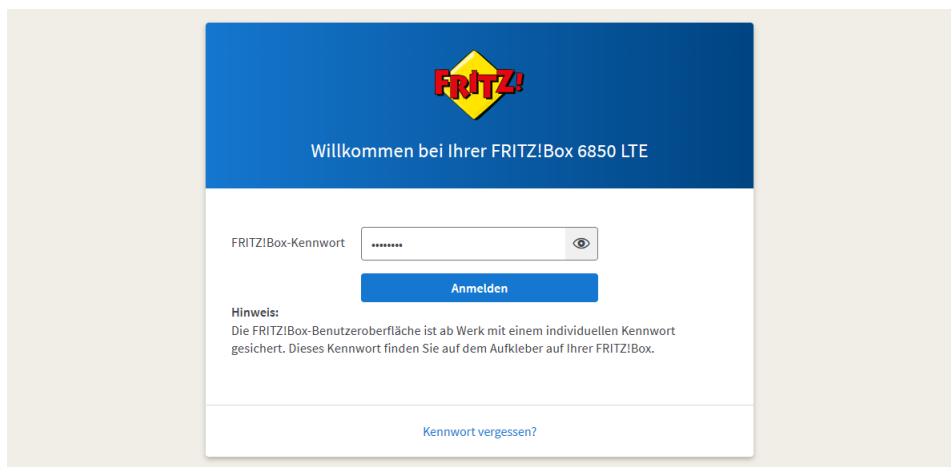 FRITZ!
Willkommen bei Ihrer FRITZ!Box 6850 LTE
FRITZ!Box-Kennwort ••••••••
Anmelden
Hinweis:
Die FRITZ!Box-Benutzeroberfläche ist ab Werk mit einem individuellen Kennwort
gesichert. Dieses Kennwort finden Sie auf dem Aufkleber auf Ihrer FRITZ!Box.
Kennwort vergessen?